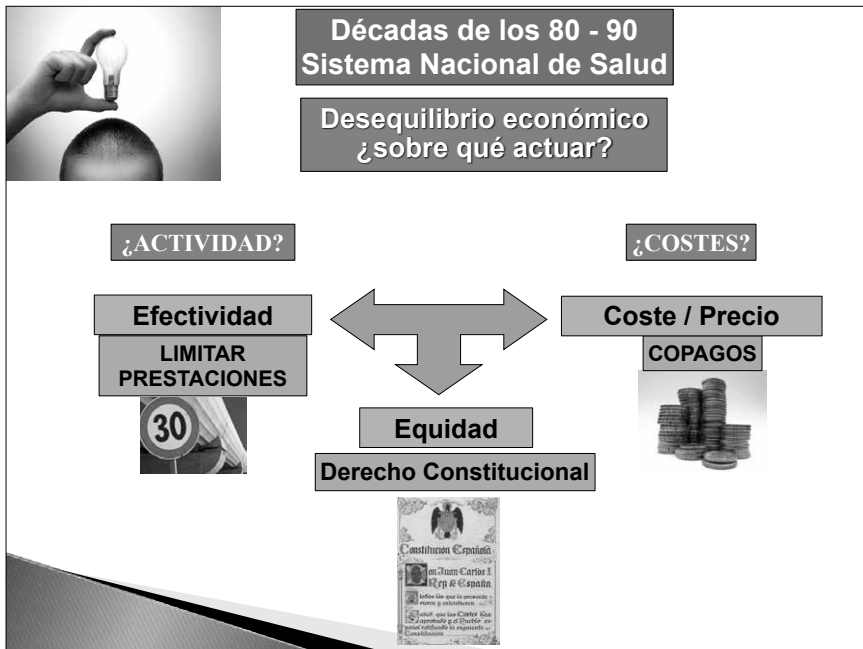 Décadas de los 80 - 90
Sistema Nacional de Salud
Desequilibrio económico
¿sobre qué actuar?
¿ACTIVIDAD?
¿COSTES?
Efectividad
LIMITAR
PRESTACIONES
30
Coste / Precio
COPAGOS
Equidad
Derecho Constitucional
Constitución Española
Don Juan Carlos I
Rey de España